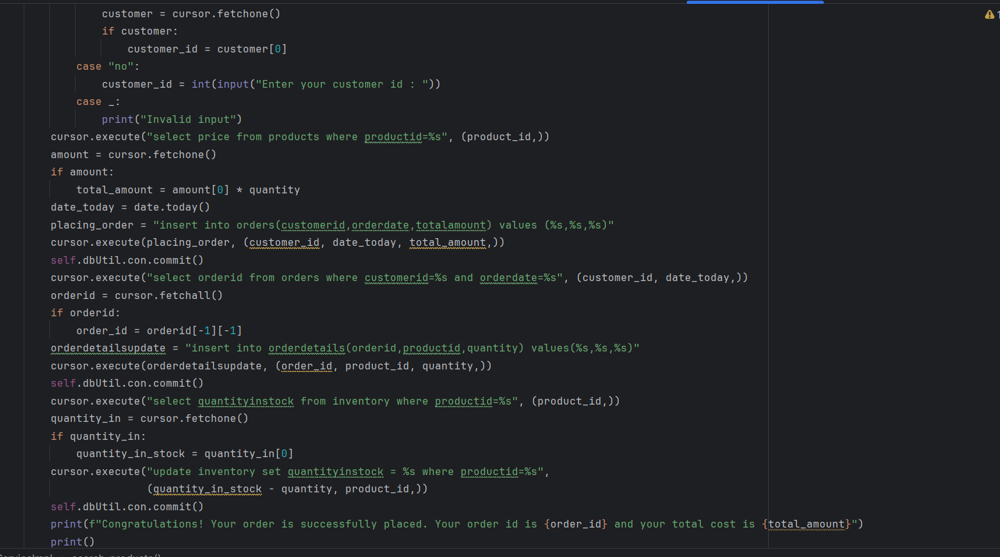 customer = cursor.fetchone()
if customer:
customer_id = customer[0]
case "no":
customer_id = int(input("Enter your customer id : "))
case _:
print("Invalid input")
cursor.execute("select price from products where productid=%s", (product_id,))
amount = cursor.fetchone()
if amount:
total_amount = amount[0] * quantity
date_today = date.today()
placing_order = "insert into orders(customerid,orderdate,totalamount) values (%s,%s,%s)"
cursor.execute(placing_order, (customer_id, date_today, total_amount,))
self.dbUtil.con.commit()
cursor.execute("select orderid from orders where customerid=%s and orderdate=%s", (customer_id, date_today,))
orderid = cursor.fetchall()
if orderid:
order_id = orderid[-1][-1]
orderdetailsupdate = "insert into orderdetails(orderid,productid,quantity) values(%s,%s,%s)"
cursor.execute(orderdetailsupdate, (order_id, product_id, quantity,))
self.dbUtil.con.commit()
cursor.execute("select quantityinstock from inventory where productid=%s", (product_id,))
quantity_in = cursor.fetchone()
if quantity_in:
quantity_in_stock = quantity_in[0]
cursor.execute("update inventory set quantityinstock = %s where productid=%s",
(quantity_in_stock - quantity, product_id,))
self.dbUtil.con.commit()
print(f"Congratulations! Your order is successfully placed. Your order id is {order_id} and your total cost is {total_amount}")
print()